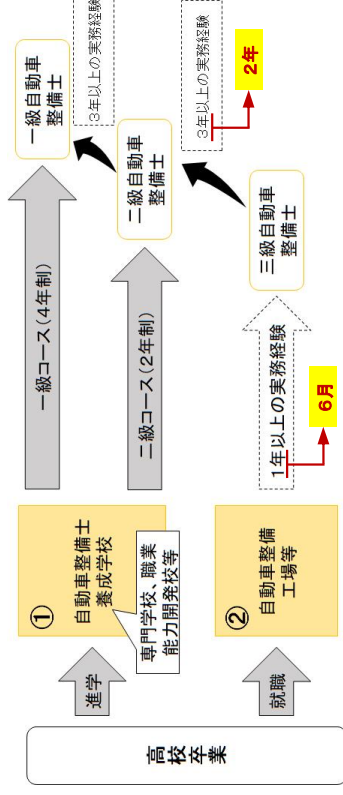 高校卒業
進学
①
自動車整備士
養成学校
専門学校、職業
能力開発校等
一級コース(4年制)
二級コース(2年制)
一級自動車
整備士
3年以上の実務経験
二級自動車
整備士
3年以上の実務経験
2年
就職
②
自動車整備
工場等
1年以上の実務経験
6月
三級自動車
整備士